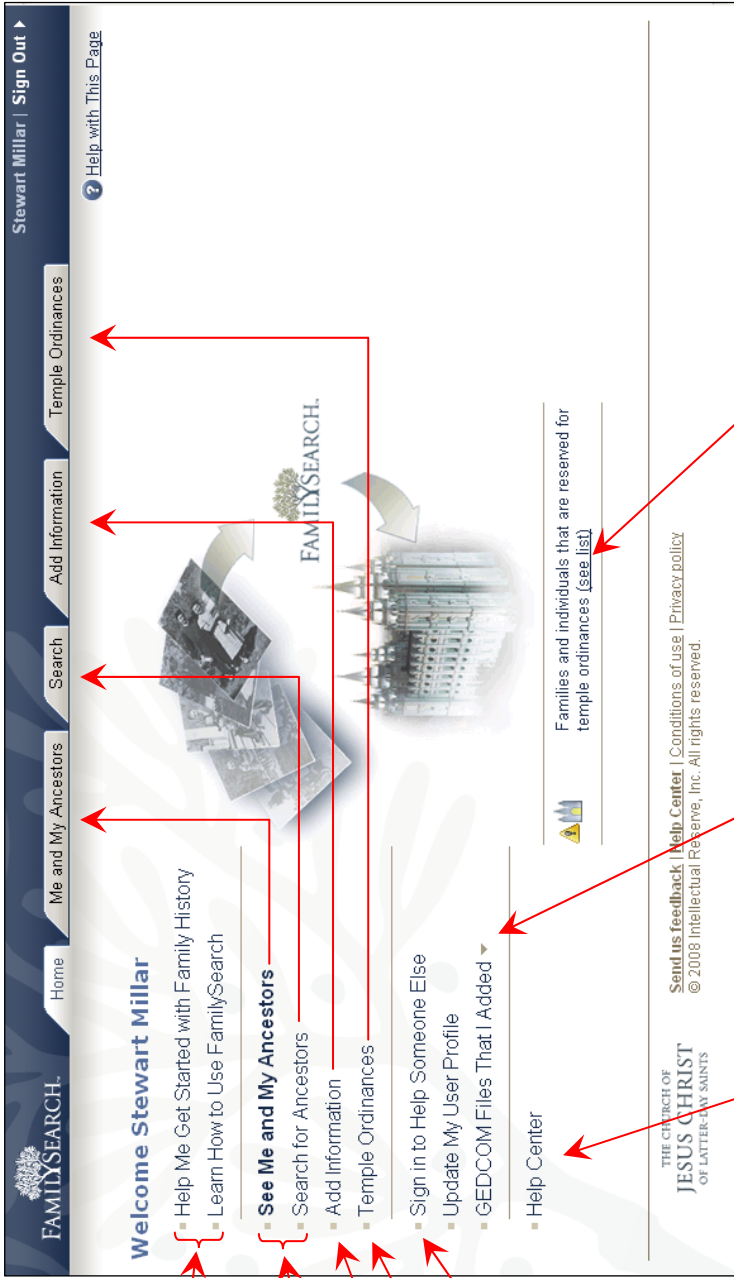 FAMILYSEARCH.
Stewart Millar | Sign Out
Home
Me and My Ancestors
Search
Add Information
Temple Ordinances
? Help with This Page
Welcome Stewart Millar
Help Me Get Started with Family History
Learn How to Use FamilySearch
See Me and My Ancestors
Search for Ancestors
Add Information
Temple Ordinances
Sign in to Help Someone Else
Update My User Profile
GEDCOM Files That I Added
Help Center
FAMILYSEARCH.
Families and individuals that are reserved for
temple ordinances (see list)
THE CHURCH OF
JESUS CHRIST
OF LATTER-DAY SAINTS
Send us feedback | Help Center | Conditions of use | Privacy policy
© 2008 Intellectual Reserve, Inc. All rights reserved.